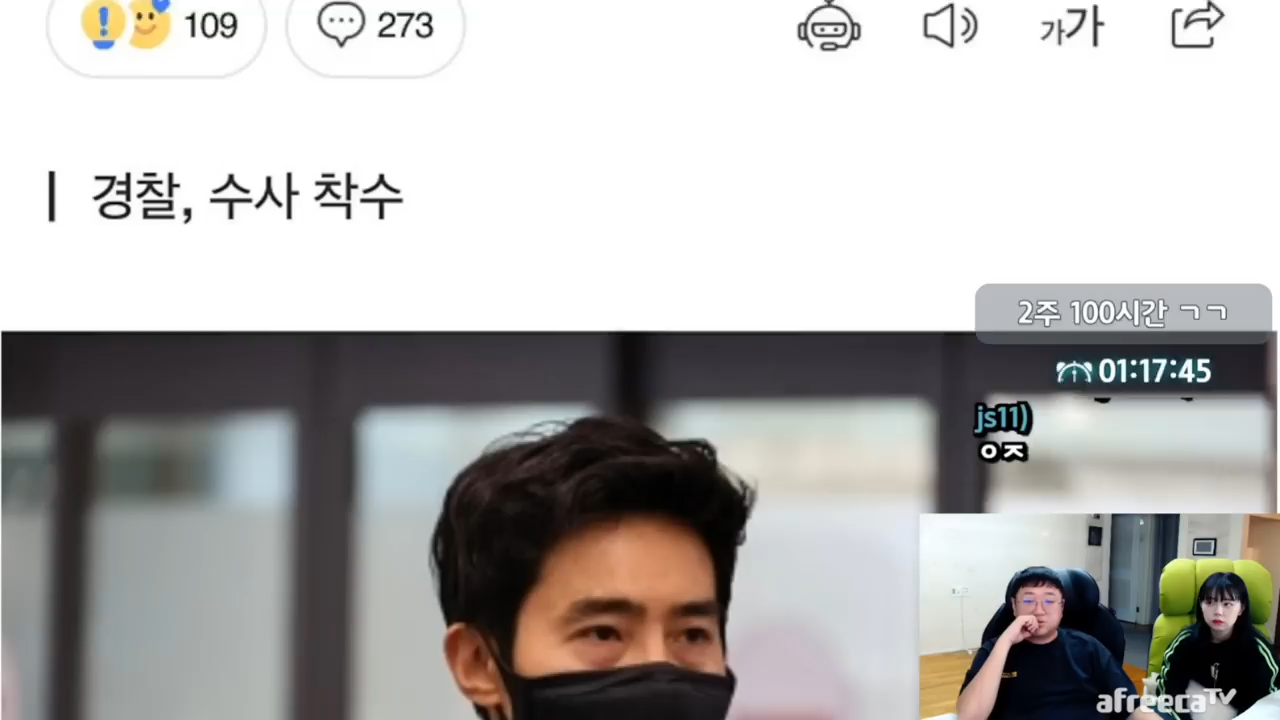 109
273
가가
경찰, 수사 착수
2주 100시간 ㄱㄱ
01:17:45
js11)
ㅇㅈ
afreecaTV